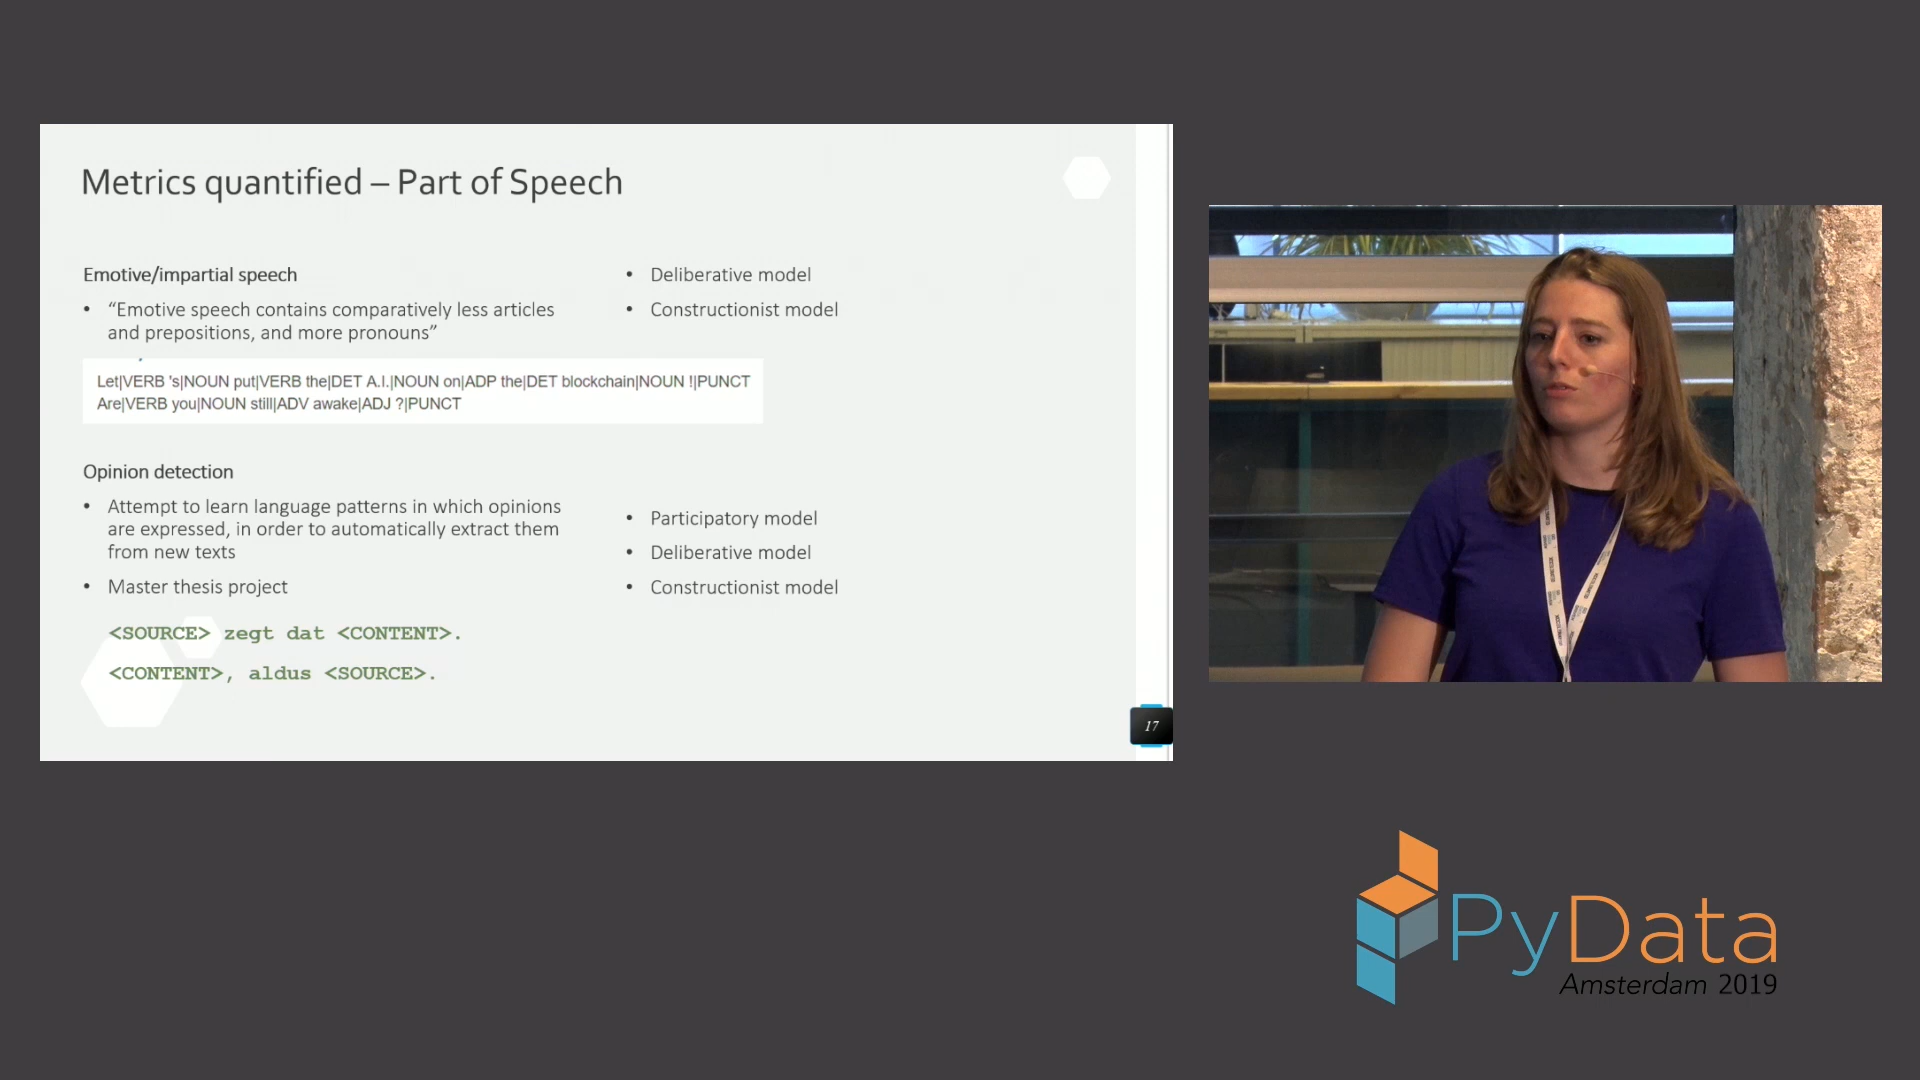 Metrics quantified – Part of Speech
Emotive/impartial speech
• “Emotive speech contains comparatively less articles
and prepositions, and more pronouns”
• Deliberative model
• Constructionist model
Let|VERB 's|NOUN put|VERB the|DET A.I.|NOUN on|ADP the|DET blockchain|NOUN !|PUNCT
Are|VERB you|NOUN still|ADV awake|ADJ ?|PUNCT
Opinion detection
• Attempt to learn language patterns in which opinions
are expressed, in order to automatically extract them
from new texts
• Master thesis project
• Participatory model
• Deliberative model
• Constructionist model
<SOURCE> zegt dat <CONTENT>.
<CONTENT>, aldus <SOURCE>.
17
PyData
Amsterdam 2019